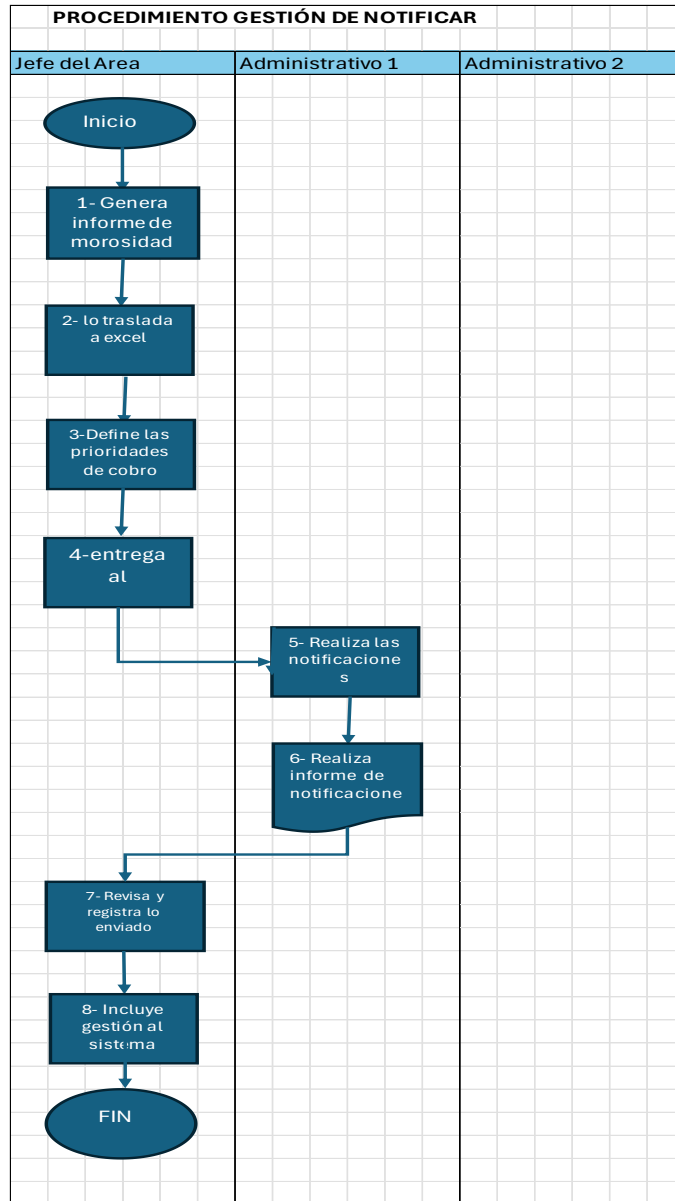 PROCEDIMIENTO GESTIÓN DE NOTIFICAR
Jefe del Area
Administrativo 1
Administrativo 2
Inicio
1- Genera
informe de
morosidad
2- lo traslada
a excel
3-Define las
prioridades
de cobro
4-entrega
al
5- Realiza las
notificacione
s
6- Realiza
informe de
notificacione
7- Revisa y
registra lo
enviado
8- Incluye
gestión al
sistema
FIN